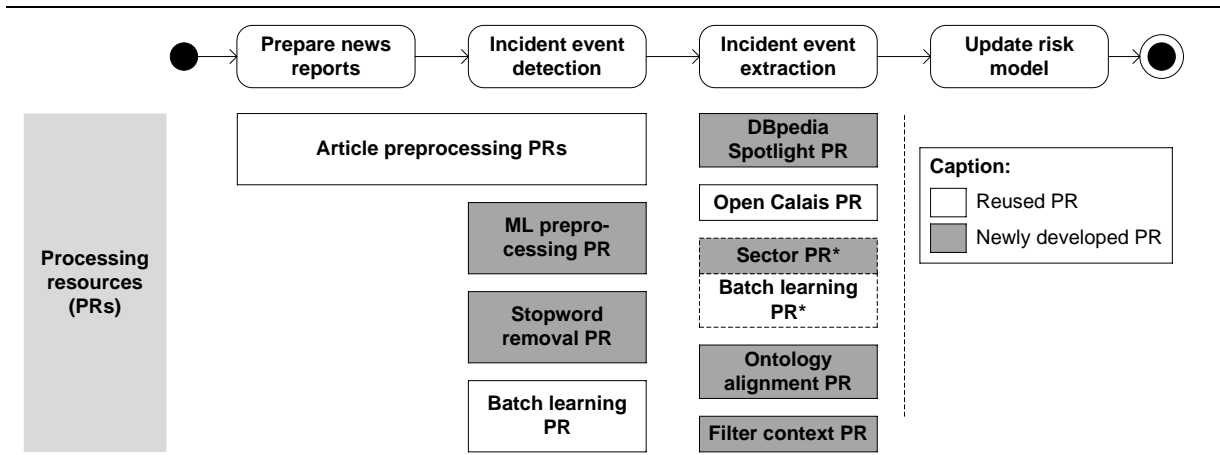 Prepare news
reports
Incident event
detection
Incident event
extraction
Update risk
model
Processing
resources
(PRs)
Article preprocessing PRs
ML prepro-
cessing PR
Stopword
removal PR
Batch learning
PR
DBpedia
Spotlight PR
Open Calais PR
Sector PR*
Batch learning
PR*
Ontology
alignment PR
Filter context PR
Caption:
Reused PR
Newly developed PR